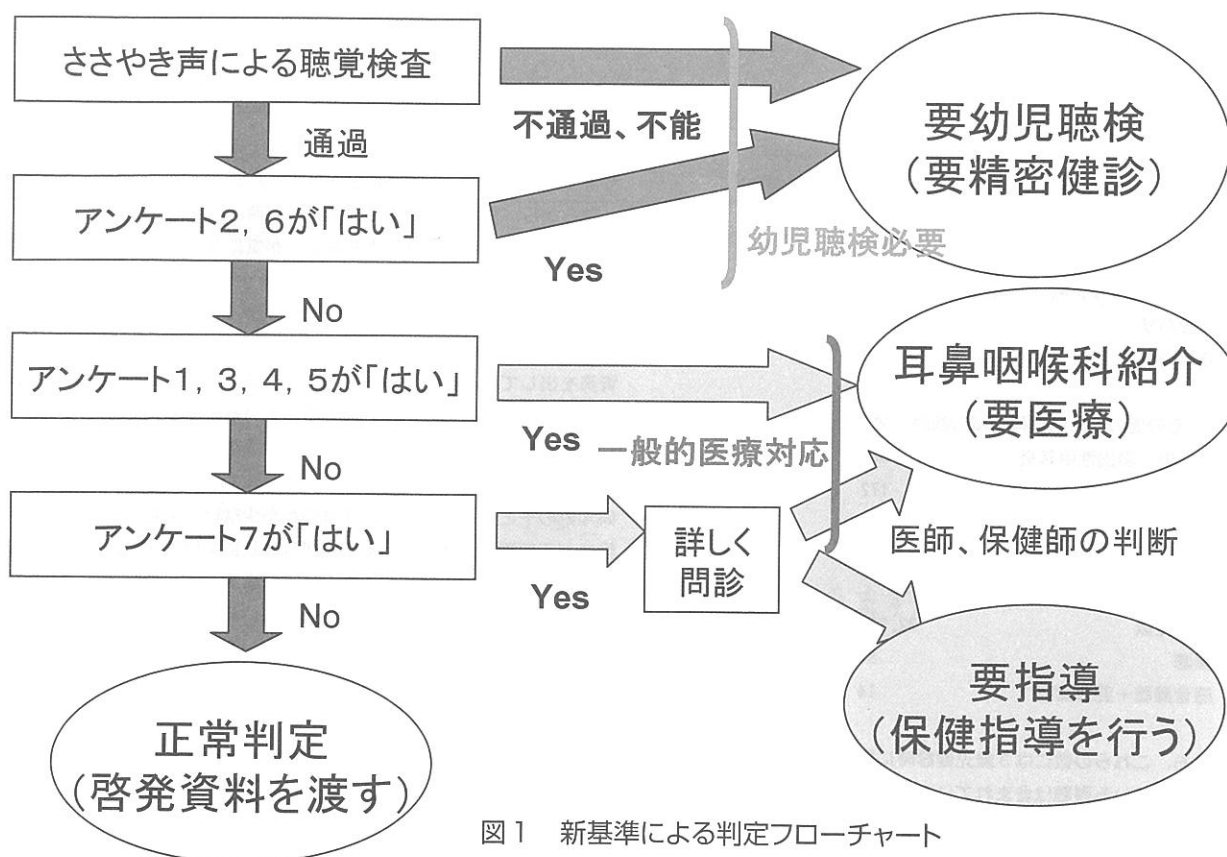 ささやき声による聴覚検査
不通過、不能
通過
要幼児聴検
(要精密健診)
アンケート2, 6が「はい」
Yes
幼児聴検必要
No
アンケート1, 3, 4, 5が「はい」
Yes
一般的医療対応
耳鼻咽喉科紹介
(要医療)
No
アンケート7が「はい」
Yes
詳しく
問診
医師、保健師の判断
No
要指導
(保健指導を行う)
正常判定
(啓発資料を渡す)
図1 新基準による判定フローチャート